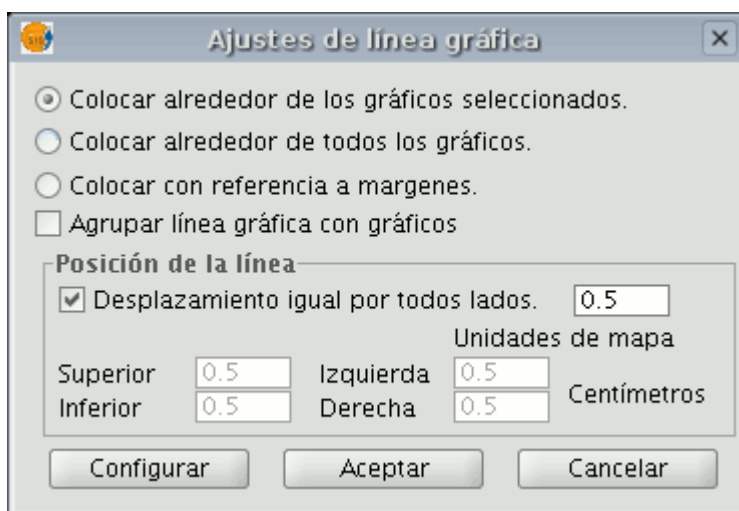 Ajustes de línea gráfica
Colocar alrededor de los gráficos seleccionados.
Colocar alrededor de todos los gráficos.
Colocar con referencia a margenes.
Agrupar línea gráfica con gráficos
Posición de la línea
Desplazamiento igual por todos lados. 0.5
Unidades de mapa
Superior 0.5 Izquierda 0.5
Inferior 0.5 Derecha 0.5 Centímetros
Configurar Aceptar Cancelar